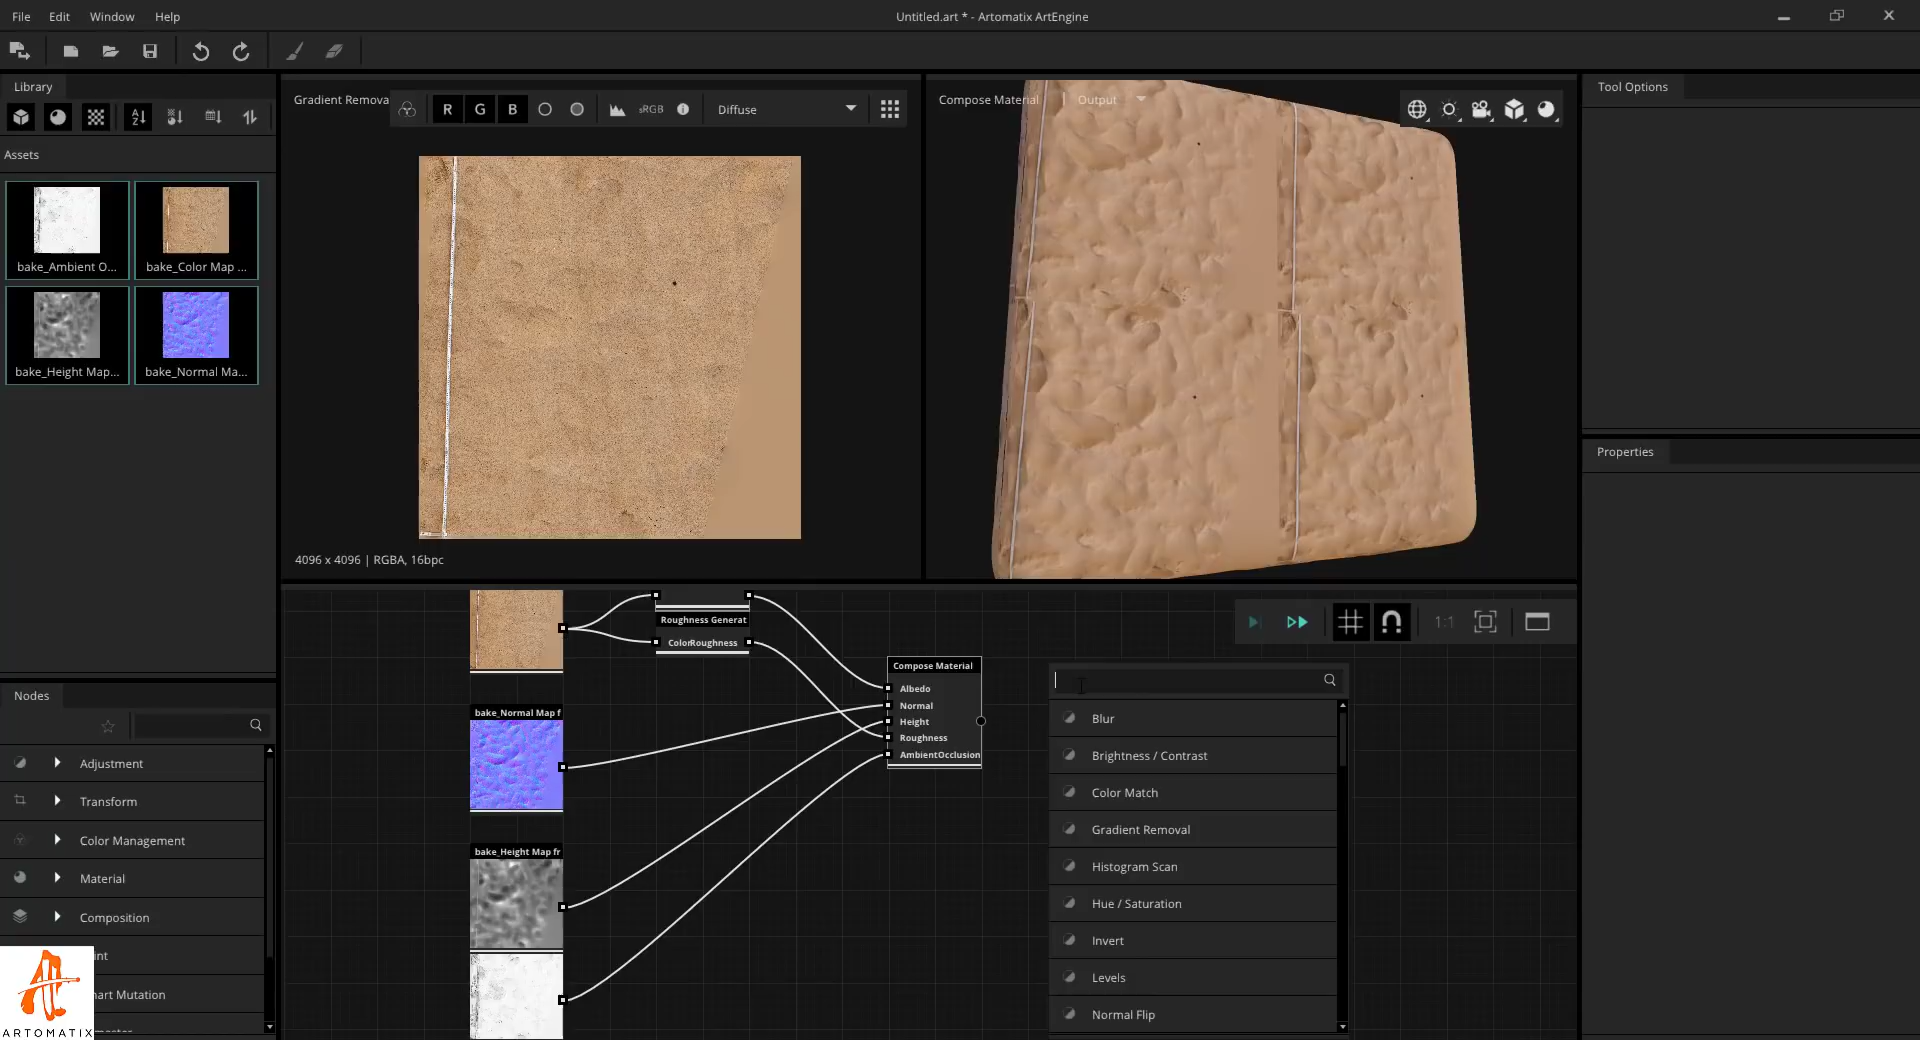 File Edit Window Help
Untitled.art * - Artomatix ArtEngine
Library
Assets
bake_Ambient O...
bake_Color Map ...
bake_Height Map...
bake_Normal Ma...
Nodes
Adjustment
Transform
Color Management
Material
Composition
int
art Mutation
ARTOMATIX
Gradient Remova
R G B
sRGB
Diffuse
4096 x 4096 | RGBA, 16bpc
Compose Material | Output
Tool Options
Properties
Roughness Generat
Color Roughness
bake_Normal Map f
bake_Height Map fr
Compose Material
Albedo
Normal
Height
Roughness
AmbientOcclusion
1:1
Blur
Brightness / Contrast
Color Match
Gradient Removal
Histogram Scan
Hue / Saturation
Invert
Levels
Normal Flip